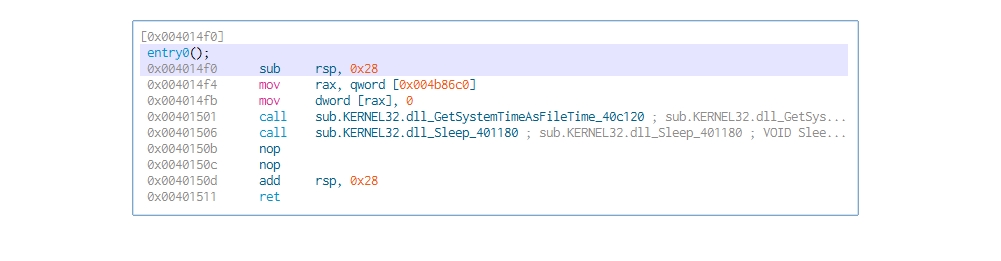 [0x004014f0]
entry0();
0x004014f0 sub rsp, 0x28
0x004014f4 mov rax, qword [0x004b86c0]
0x004014fb mov dword [rax], 0
0x00401501 call sub.KERNEL32.dll_GetSystemTimeAsFileTime_40c120 ; sub.KERNEL32.dll_GetSys...
0x00401506 call sub.KERNEL32.dll_Sleep_401180 ; sub.KERNEL32.dll_Sleep_401180 ; VOID Slee...
0x0040150b nop
0x0040150c nop
0x0040150d add rsp, 0x28
0x00401511 ret